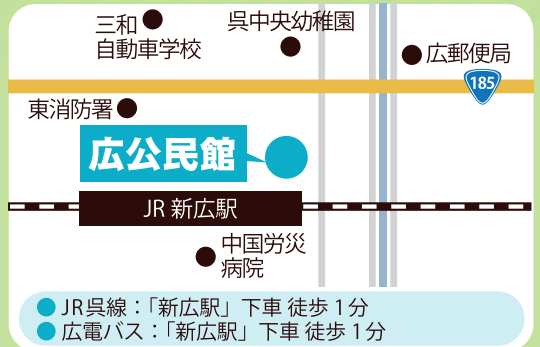 三和
自動車学校
呉中央幼稚園
広郵便局
185
東消防署
広公民館
JR 新広駅
中国労災
病院
JR呉線：「新広駅」下車 徒歩 1分
広電バス：「新広駅」下車 徒歩 1分